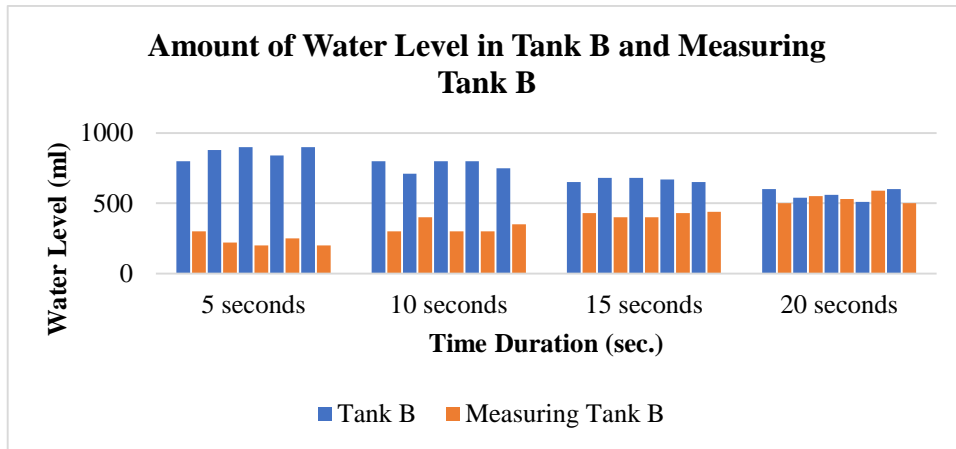 Amount of Water Level in Tank B and Measuring
Tank B
Water Level (ml)
1000
500
0
5 seconds 10 seconds 15 seconds 20 seconds
Time Duration (sec.)
Tank B Measuring Tank B